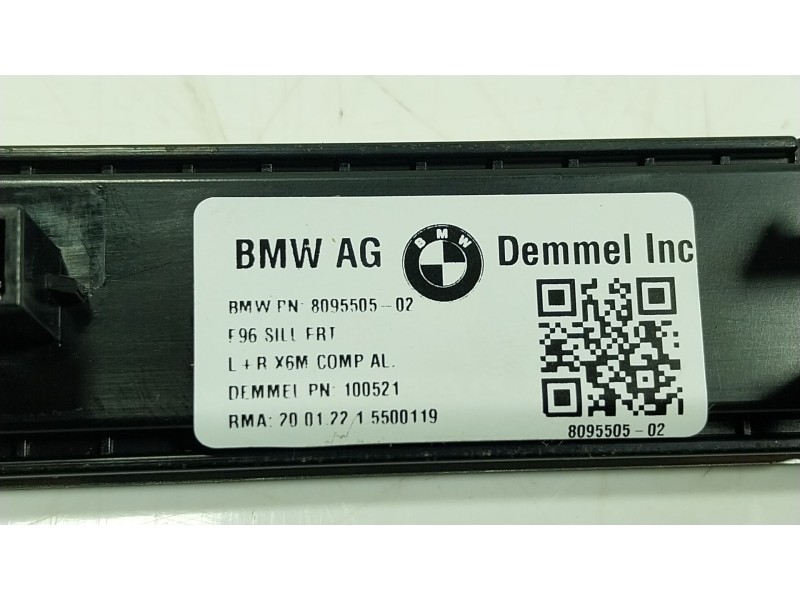 BMW AG BMW Demmel Inc
BMW PN: 8095505-02
F96 SILL FRT
L+R X6M COMP AL.
DEMMEL PN: 100521
RMA: 20.01.22 1 5500119
8095505-02